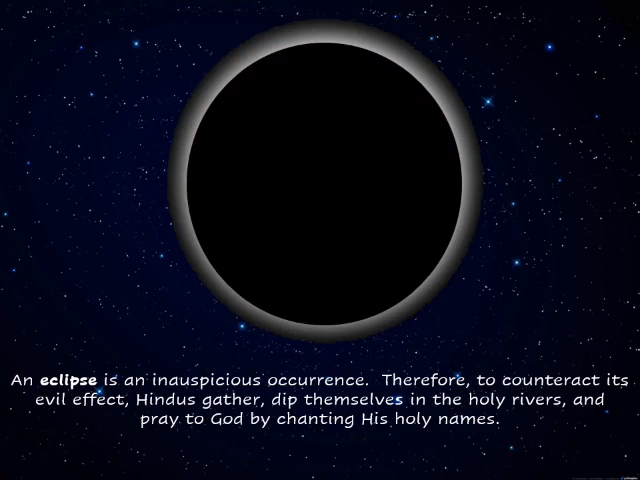 An eclipse is an inauspicious occurrence.  Therefore, to counteract its
evil effect, Hindus gather, dip themselves in the holy rivers, and
pray to God by chanting His holy names.